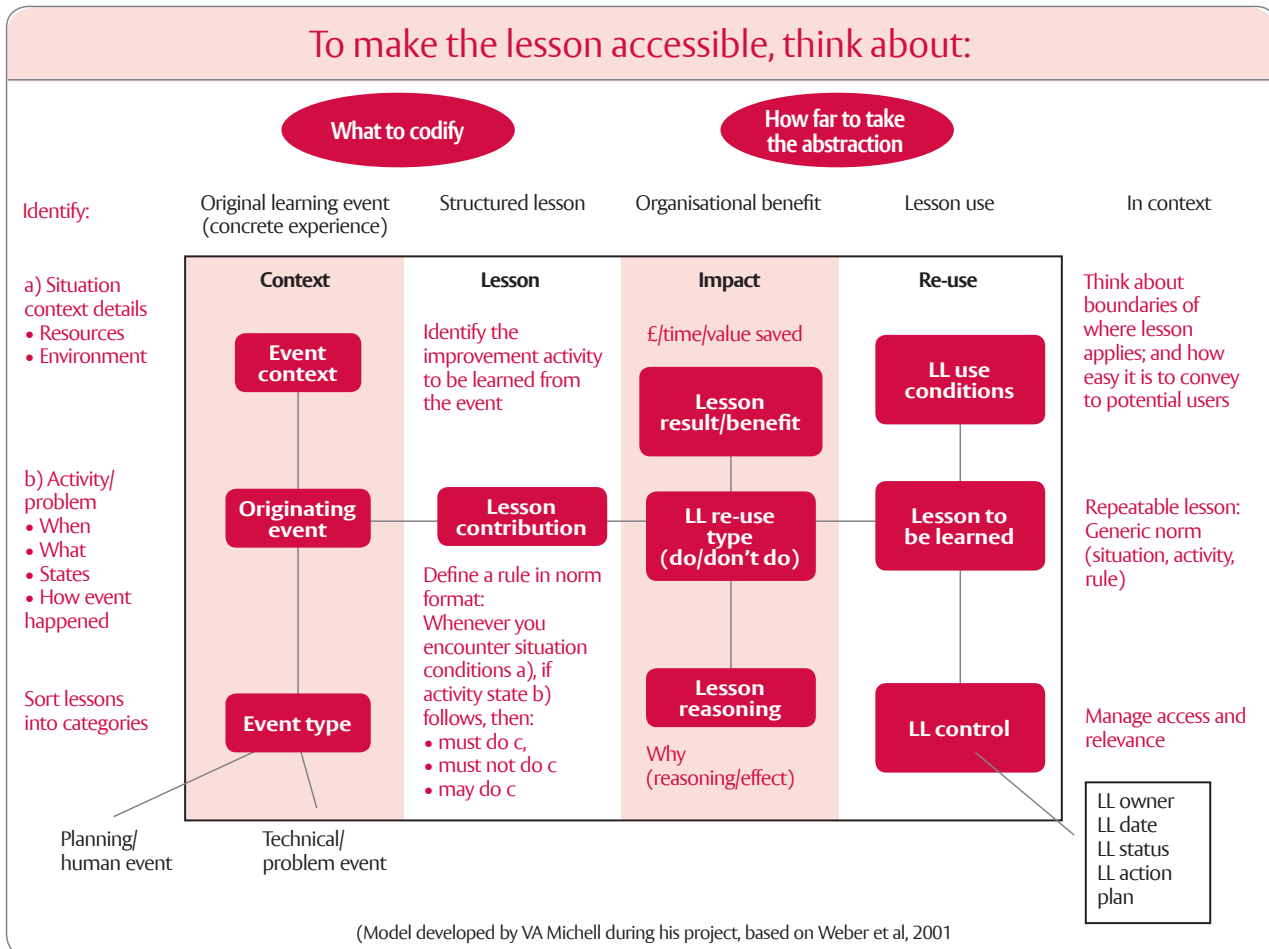 To make the lesson accessible, think about:
What to codify
How far to take
the abstraction
Identify:
Original learning event
(concrete experience)
Structured lesson
Organisational benefit
Lesson use
In context
a) Situation
context details
• Resources
• Environment
b) Activity/
problem
• When
• What
• States
• How event
happened
Sort lessons
into categories
Context
Event
context
Originating
event
Event type
Planning/
human event
Technical/
problem event
Lesson
Identify the
improvement activity
to be learned from
the event
Lesson
contribution
Define a rule in norm
format:
Whenever you
encounter situation
conditions a), if
activity state b)
follows, then:
• must do c,
• must not do c
• may do c
Impact
£/time/value saved
Lesson
result/benefit
LL re-use
type
(do/don’t do)
Lesson
reasoning
Why
(reasoning/effect)
Re-use
LL use
conditions
Lesson to
be learned
LL control
Think about
boundaries of
where lesson
applies; and how
easy it is to convey
to potential users
Repeatable lesson:
Generic norm
(situation, activity,
rule)
Manage access and
relevance
LL owner
LL date
LL status
LL action
plan
(Model developed by VA Michell during his project, based on Weber et al, 2001